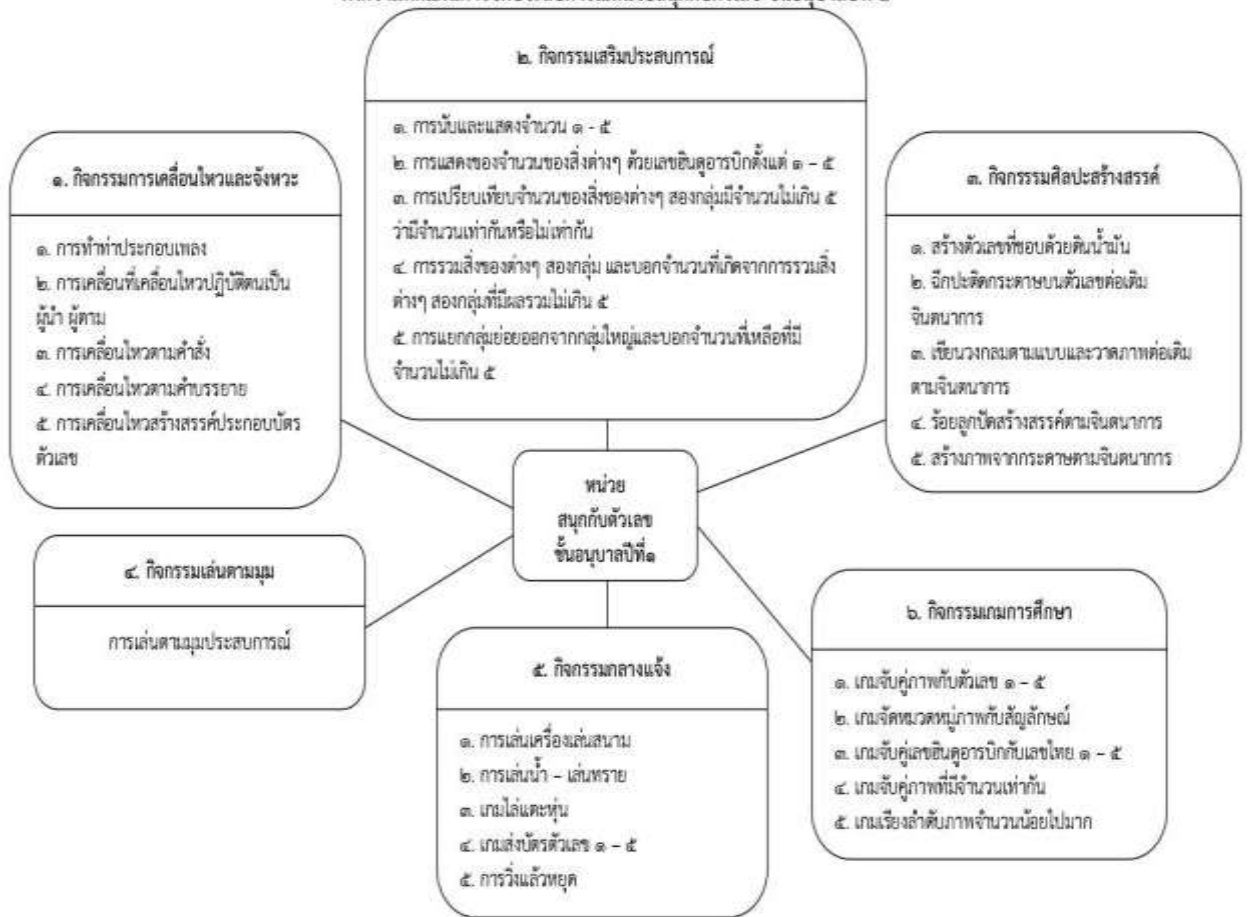 ๒. กิจกรรมเสริมประสบการณ์
๑. การนับและแสดงจำนวน ๑ - ๕
๒. การแสดงของจำนวนของสิ่งต่างๆ ด้วยเลขฮินดูอารบิกตั้งแต่ ๑ – ๕
๓. การเปรียบเทียบจำนวนของสิ่งของต่างๆ สองกลุ่มมีจำนวนไม่เกิน ๕
ว่ามีจำนวนเท่ากันหรือไม่เท่ากัน
๔. การรวมสิ่งของต่างๆ สองกลุ่ม และบอกจำนวนที่เกิดจากการรวมสิ่ง
ต่างๆ สองกลุ่มที่มีผลรวมไม่เกิน ๕
๕. การแยกกลุ่มย่อยออกจากกลุ่มใหญ่และบอกจำนวนที่เหลือที่มี
จำนวนไม่เกิน ๕
๑. กิจกรรมการเคลื่อนไหวและจังหวะ
๑. การทำท่าประกอบเพลง
๒. การเคลื่อนที่เคลื่อนไหวปฏิบัติตนเป็น
ผู้นำ ผู้ตาม
๓. การเคลื่อนไหวตามคำสั่ง
๔. การเคลื่อนไหวตามคำบรรยาย
๕. การเคลื่อนไหวสร้างสรรค์ประกอบบัตร
ตัวเลข
๓. กิจกรรรมศิลปะสร้างสรรค์
๑. สร้างตัวเลขที่ชอบด้วยดินน้ำมัน
๒. ฉีกปะติดกระดาษบนตัวเลขต่อเติม
จินตนาการ
๓. เขียนวงกลมตามแบบและวาดภาพต่อเติม
ตามจินตนาการ
๔. ร้อยลูกปัดสร้างสรรค์ตามจินตนาการ
๕. สร้างภาพจากกระดาษตามจินตนาการ
หน่วย
สนุกกับตัวเลข
ชั้นอนุบาลปีที่๑
๔. กิจกรรมเล่นตามมุม
การเล่นตามมุมประสบการณ์
๕. กิจกรรมกลางแจ้ง
๑. การเล่นเครื่องเล่นสนาม
๒. การเล่นน้ำ – เล่นทราย
๓. เกมไล่แตะหุ่น
๔. เกมส่งบัตรตัวเลข ๑ – ๕
๕. การวิ่งแล้วหยุด
๖. กิจกรรมเกมการศึกษา
๑. เกมจับคู่ภาพกับตัวเลข ๑ – ๕
๒. เกมจัดหมวดหมู่ภาพกับสัญลักษณ์
๓. เกมจับคู่เลขฮินดูอารบิกกับเลขไทย ๑ – ๕
๔. เกมจับคู่ภาพที่มีจำนวนเท่ากัน
๕. เกมเรียงลำดับภาพจำนวนน้อยไปมาก